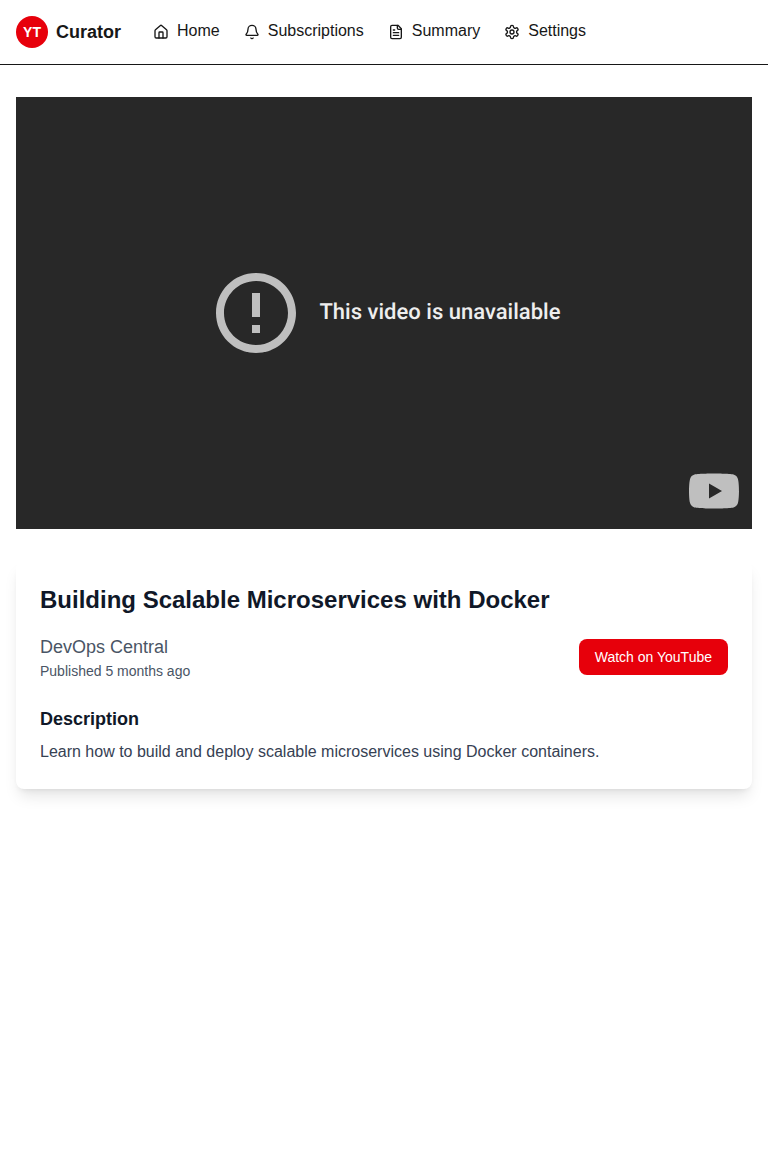 YT Curator Home Subscriptions Summary Settings
This video is unavailable
Building Scalable Microservices with Docker
DevOps Central
Published 5 months ago
Watch on YouTube
Description
Learn how to build and deploy scalable microservices using Docker containers.